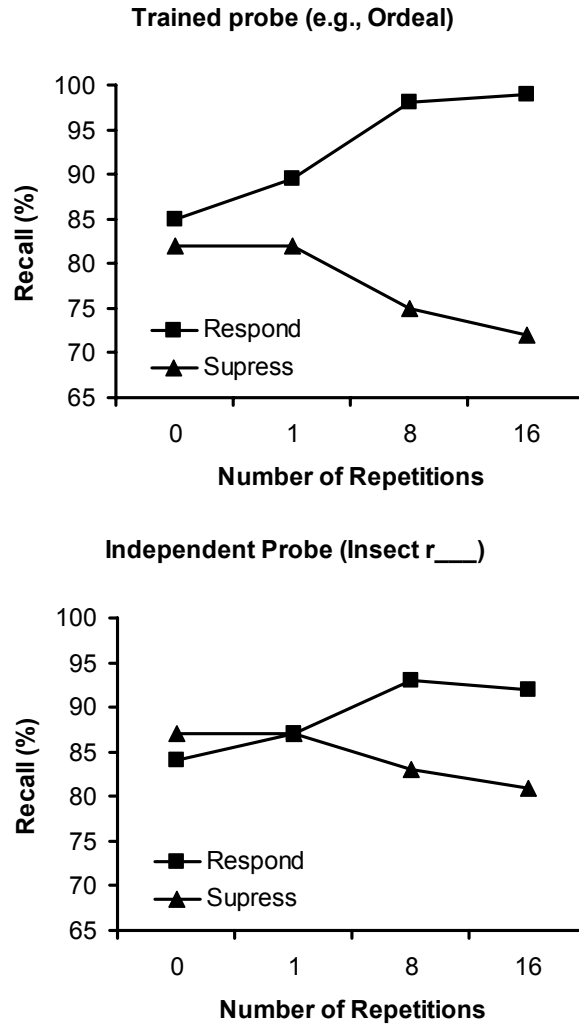 Trained probe (e.g., Ordeal)
100
95
90
85
80
75
70
65
Recall (%)
Respond
Supress
0 1 8 16
Number of Repetitions
Independent Probe (Insect r___)
100
95
90
85
80
75
70
65
Recall (%)
Respond
Supress
0 1 8 16
Number of Repetitions